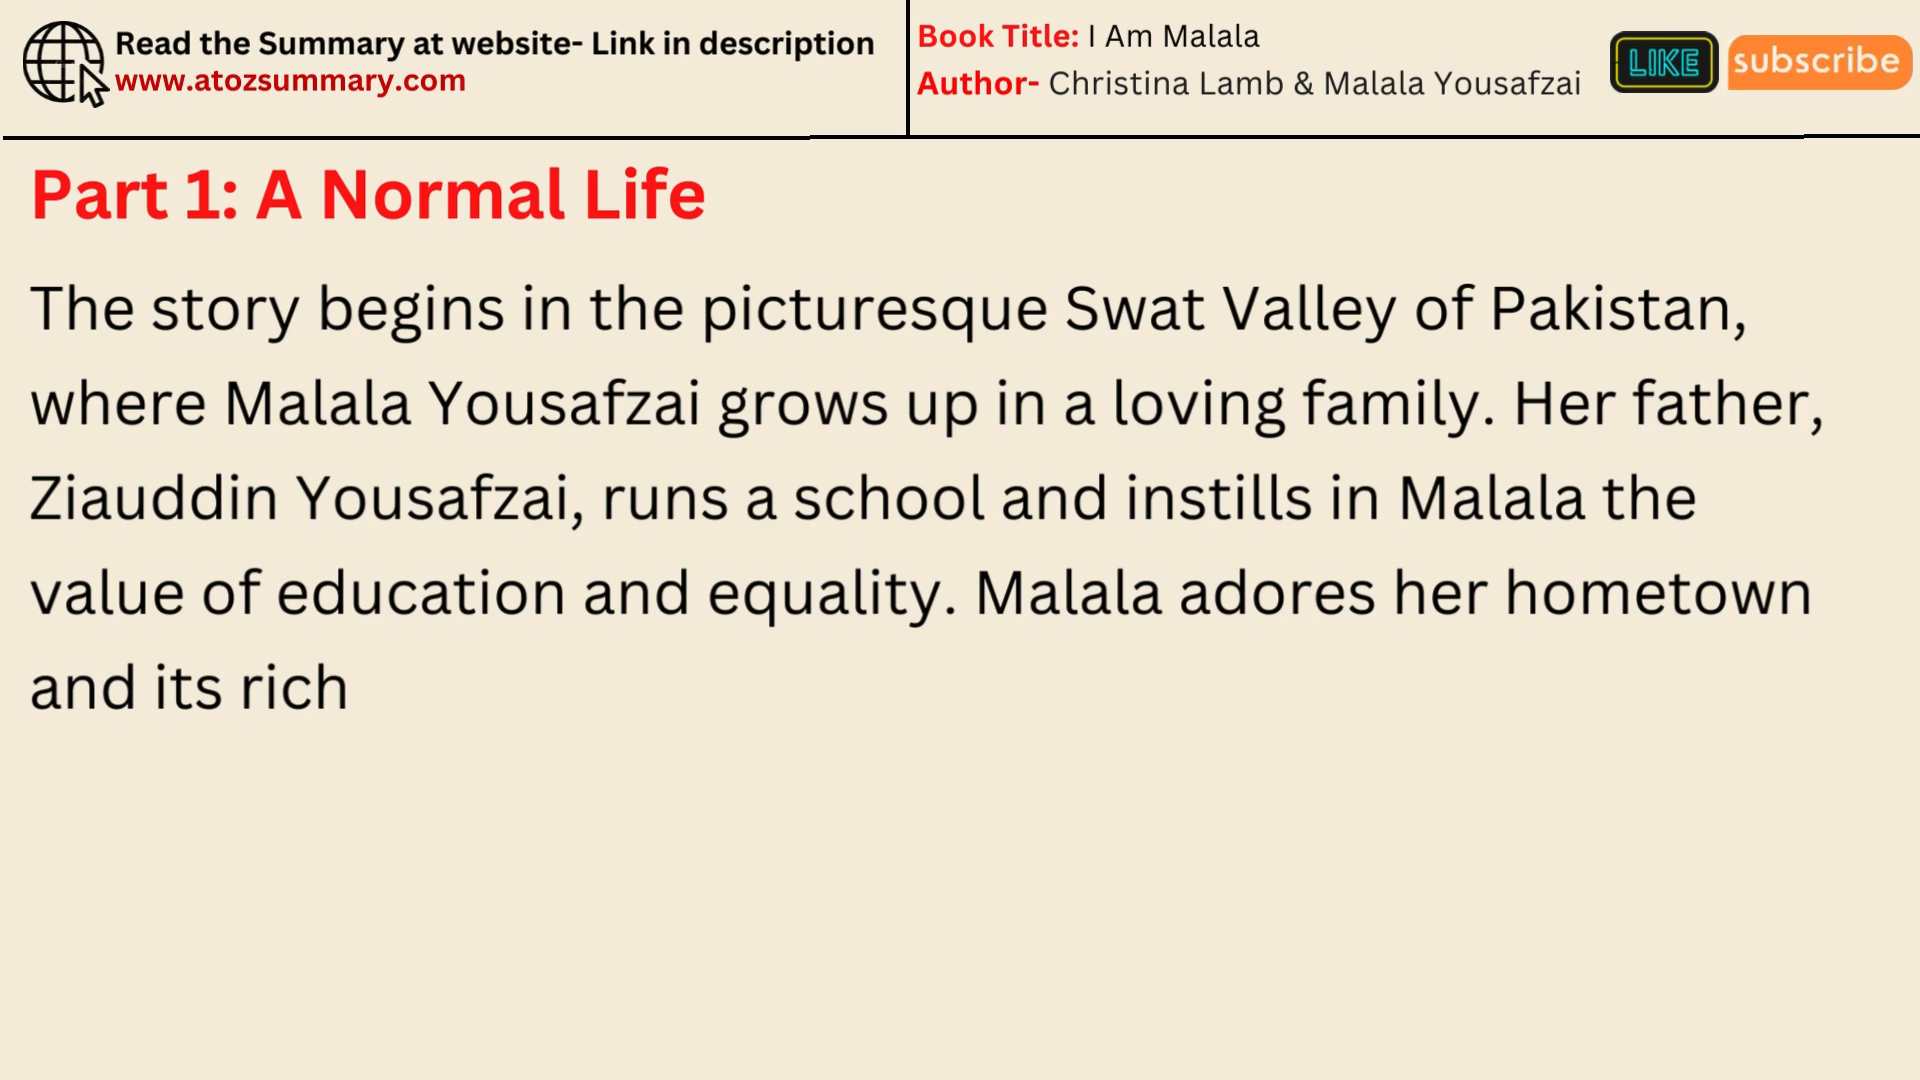 Read the Summary at website- Link in description
www.atozsummary.com
Book Title: I Am Malala
Author- Christina Lamb & Malala Yousafzai
LIKE
subscribe
Part 1: A Normal Life
The story begins in the picturesque Swat Valley of Pakistan,
where Malala Yousafzai grows up in a loving family. Her father,
Ziauddin Yousafzai, runs a school and instills in Malala the
value of education and equality. Malala adores her hometown
and its rich